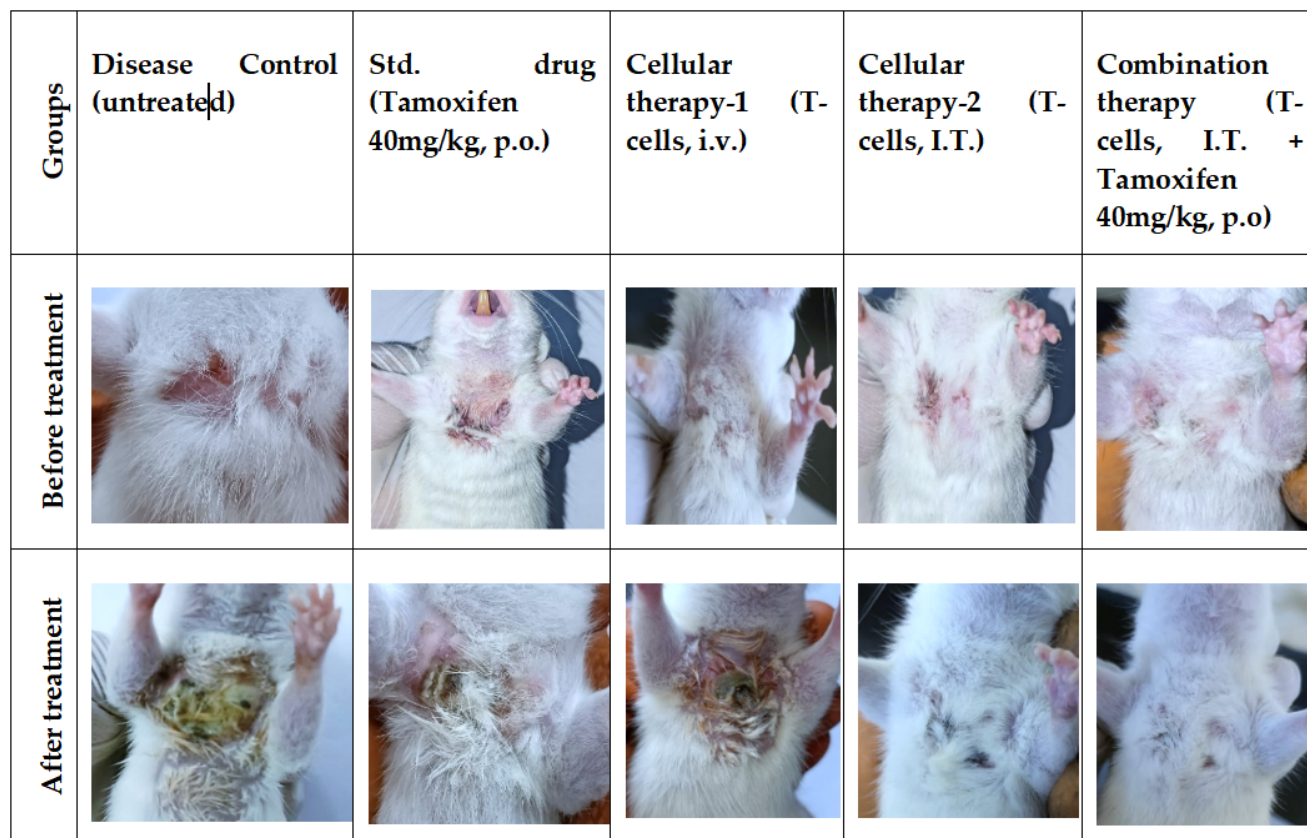 Groups
Disease Control
(untreated)
Std. drug
(Tamoxifen
40mg/kg, p.o.)
Cellular
therapy-1 (T-
cells, i.v.)
Cellular
therapy-2 (T-
cells, I.T.)
Combination
therapy (T-
cells, I.T. +
Tamoxifen
40mg/kg, p.o)
Before treatment
After treatment